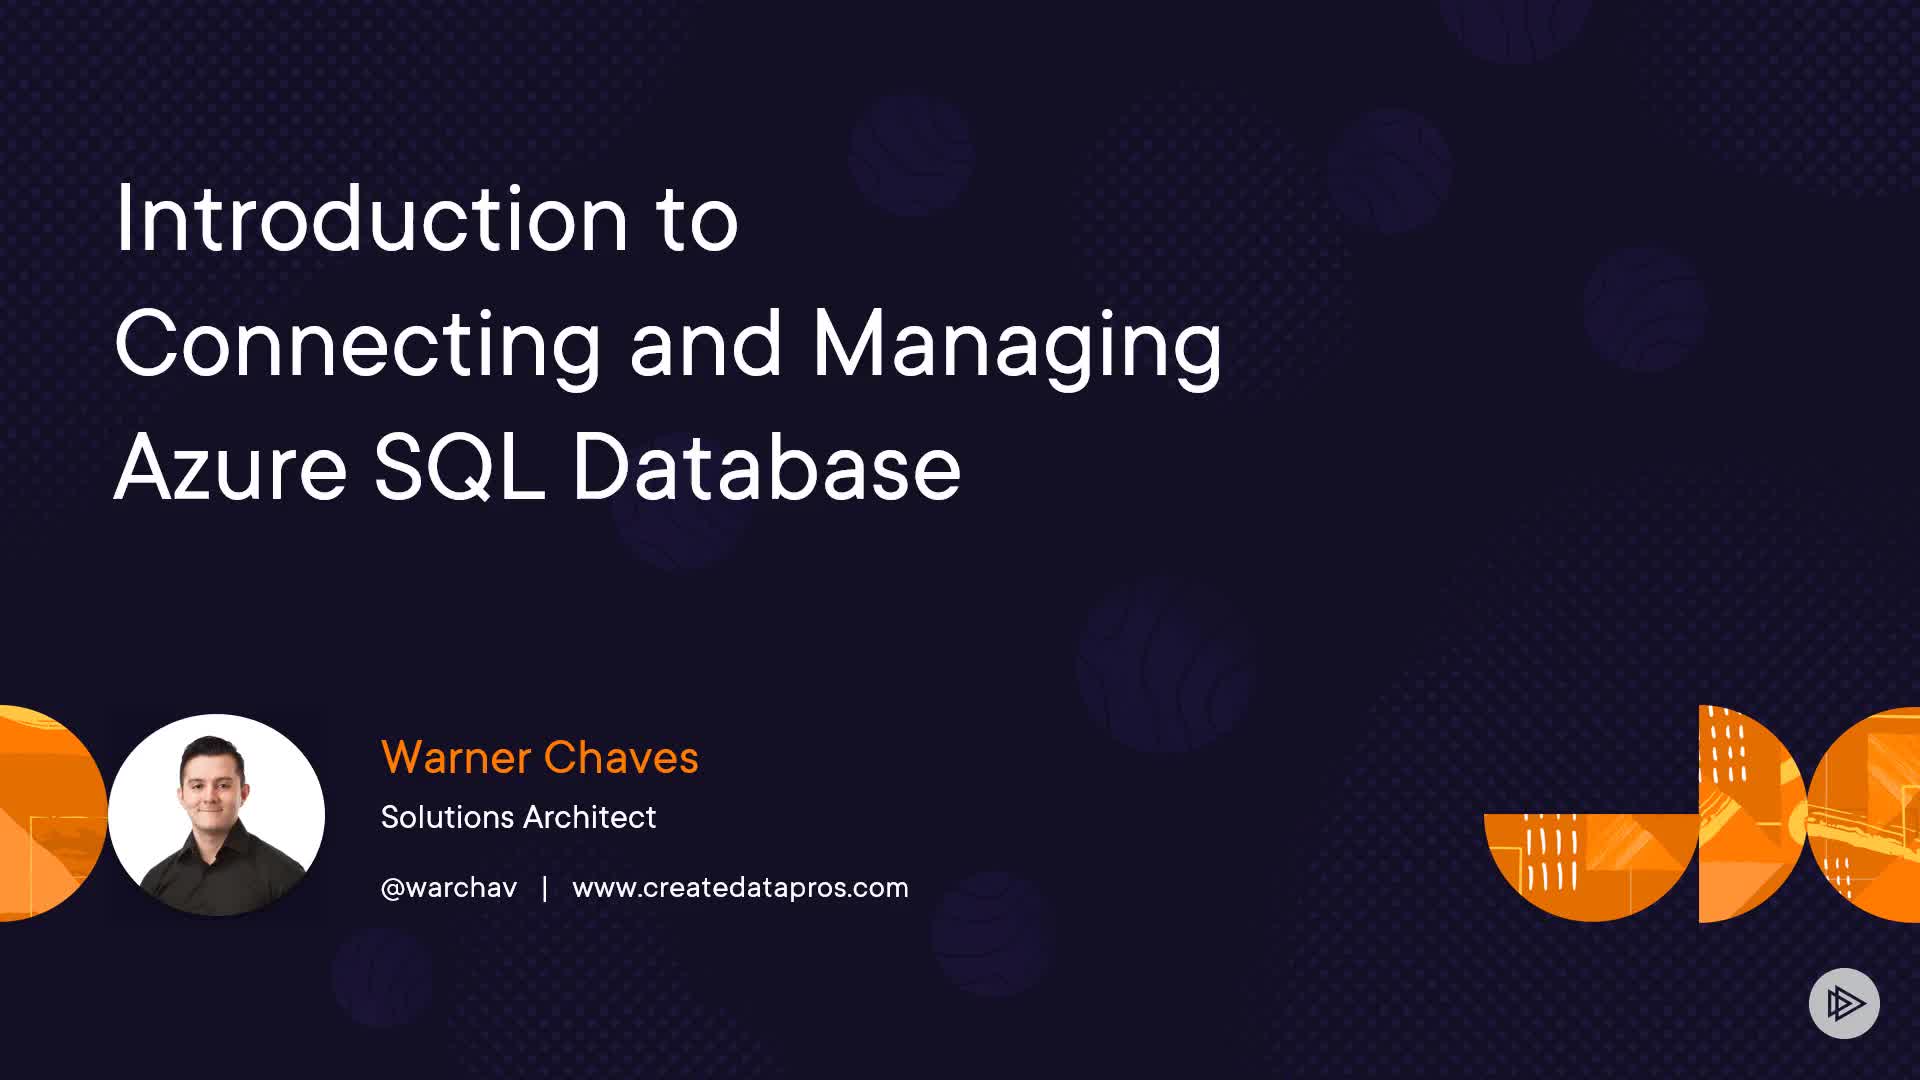 Introduction to
Connecting and Managing
Azure SQL Database
Warner Chaves
Solutions Architect
@warchav | www.createdatapros.com